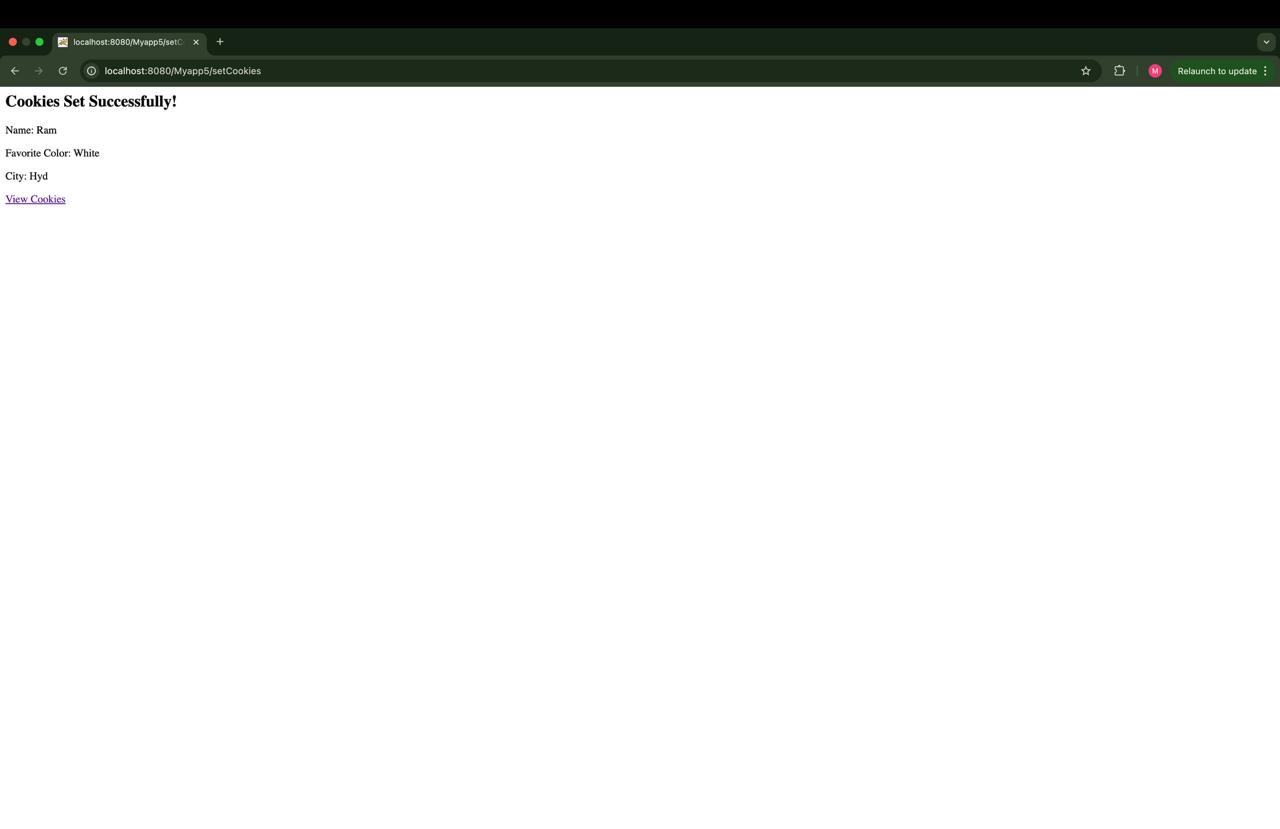 localhost:8080/Myapp5/setC
localhost:8080/Myapp5/setCookies
M
Relaunch to update
Cookies Set Successfully!
Name: Ram
Favorite Color: White
City: Hyd
View Cookies